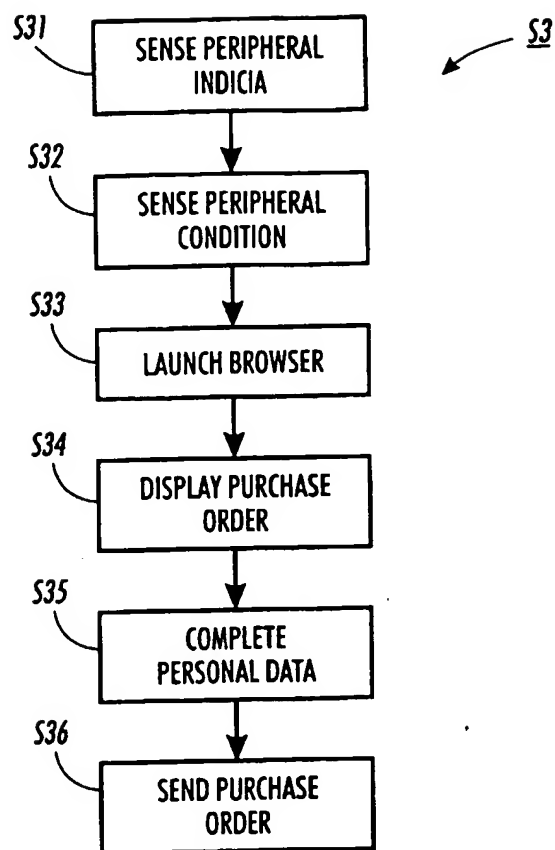 S31
SENSE PERIPHERAL
INDICIA
S3
S32
SENSE PERIPHERAL
CONDITION
S33
LAUNCH BROWSER
S34
DISPLAY PURCHASE
ORDER
S35
COMPLETE
PERSONAL DATA
S36
SEND PURCHASE
ORDER